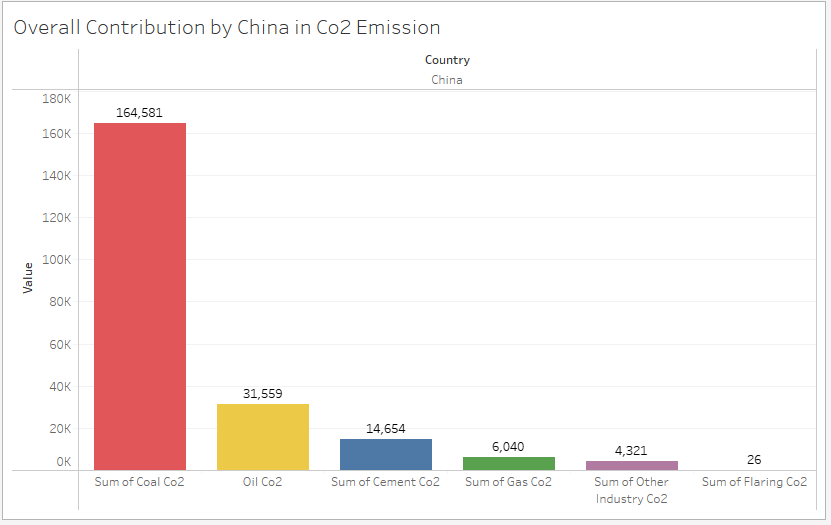 Overall Contribution by China in Co2 Emission
Country
China
180K
160K
140K
120K
100K
80K
60K
40K
20K
0K
Value
164,581
31,559
14,654
6,040
4,321
26
Sum of Coal Co2
Oil Co2
Sum of Cement Co2
Sum of Gas Co2
Sum of Other
Industry Co2
Sum of Flaring Co2